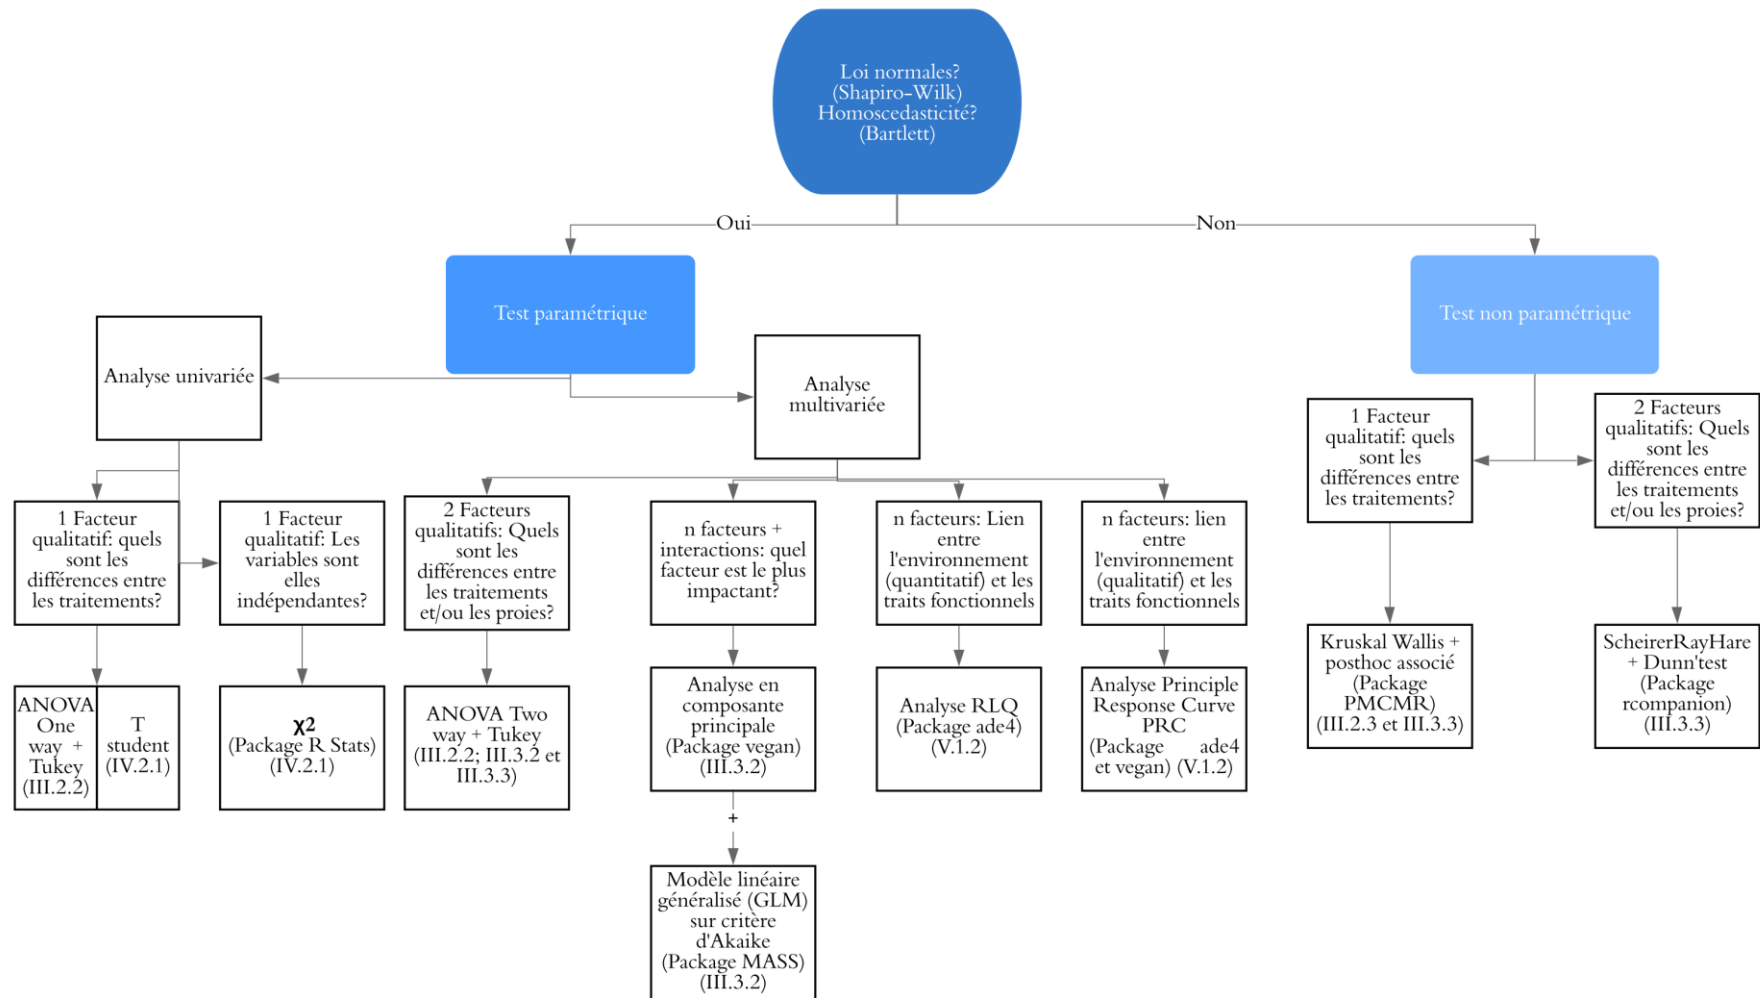 Loi normales?
(Shapiro-Wilk)
Homoscedasticité?
(Bartlett)
Oui
Non
Test paramétrique
Test non paramétrique
Analyse univariée
Analyse
multivariée
1 Facteur
qualitatif: quels
sont les
différences entre
les traitements?
1 Facteur
qualitatif: Les
variables sont
elles
indépendantes?
2 Facteurs
qualitatifs: Quels
sont les
différences entre
les traitements
et/ou les proies?
n facteurs +
interactions: quel
facteur est le plus
impactant?
n facteurs: Lien
entre
l'environnement
(quantitatif) et les
traits fonctionnels
n facteurs: lien
entre
l'environnement
(qualitatif) et les
traits fonctionnels
1 Facteur
qualitatif: quels
sont les
différences entre
les traitements?
2 Facteurs
qualitatifs: Quels
sont les
différences entre
les traitements
et/ou les proies?
ANOVA
One
way +
Tukey
(III.2.2)
T
student
(IV.2.1)
χ2
(Package R Stats)
(IV.2.1)
ANOVA Two
way + Tukey
(III.2.2; III.3.2 et
III.3.3)
Analyse en
composante
principale
(Package vegan)
(III.3.2)
Analyse RLQ
(Package ade4)
(V.1.2)
Analyse Principle
Response Curve
PRC
(Package ade4
et vegan) (V.1.2)
Kruskal Wallis +
posthoc associé
(Package
PMCMR)
(III.2.3 et III.3.3)
ScheirerRayHare
+ Dunn'test
(Package
rcompanion)
(III.3.3)
+
Modèle linéaire
généralisé (GLM)
sur critère
d'Akaike
(Package MASS)
(III.3.2)